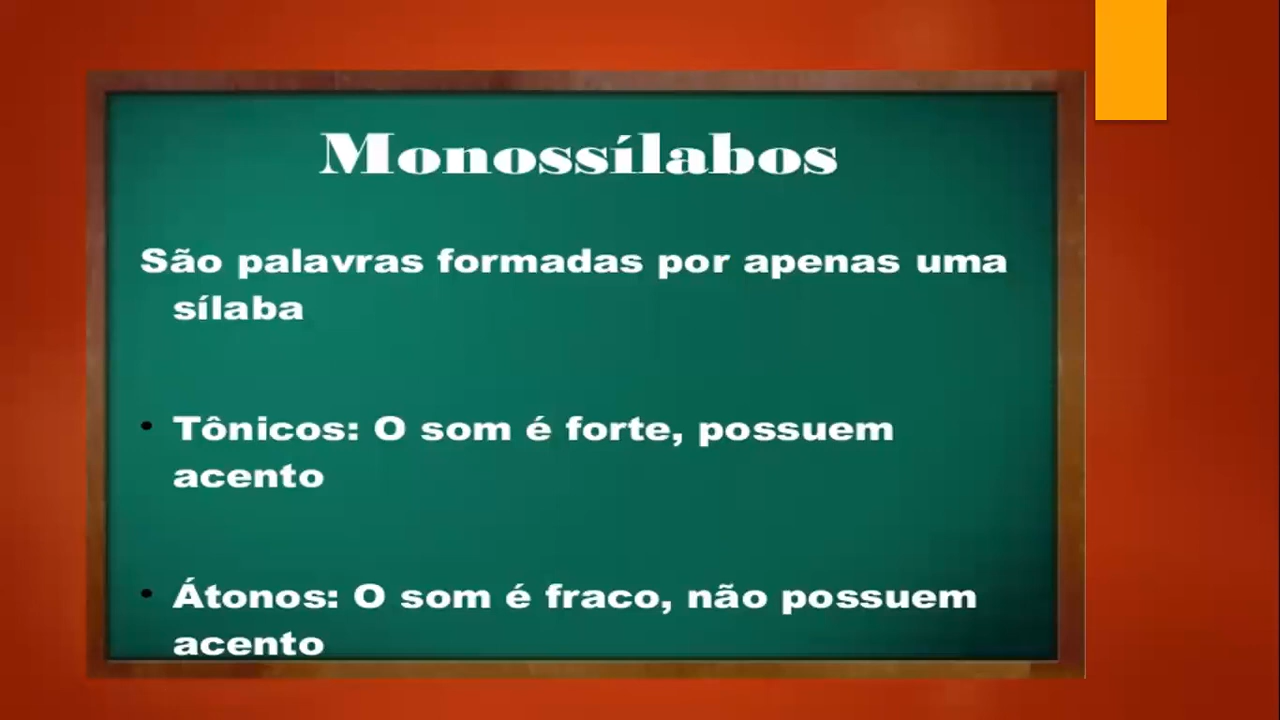 Monossílabos
São palavras formadas por apenas uma
sílaba
• Tônicos: O som é forte, possuem
acento
• Átonos: O som é fraco, não possuem
acento